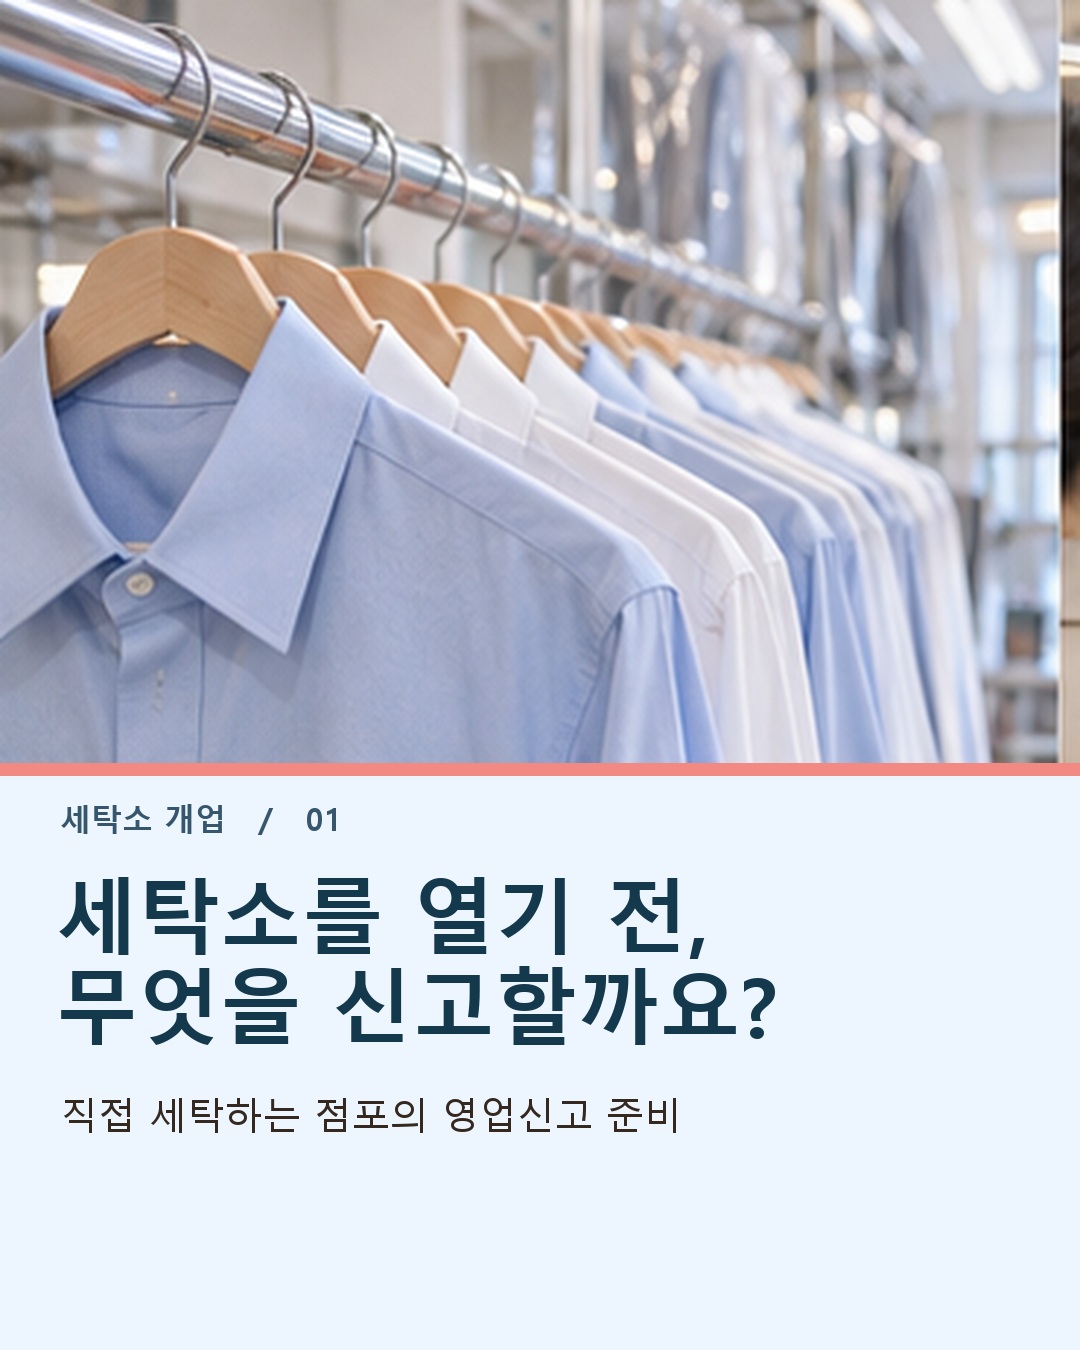 세탁소 개업 / 01
세탁소를 열기 전,
무엇을 신고할까요?
직접 세탁하는 점포의 영업신고 준비